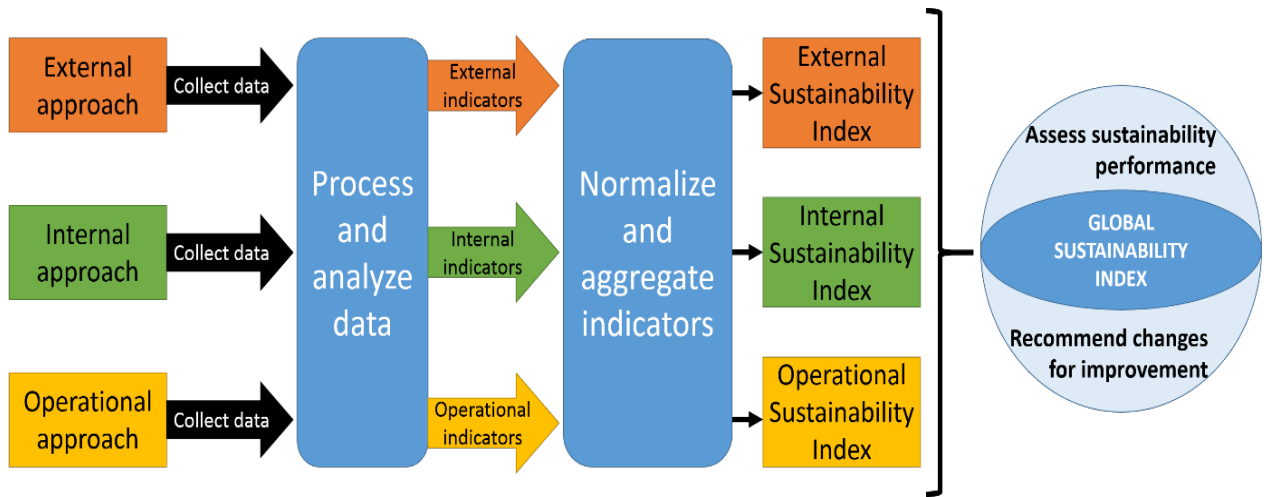 External
approach
Collect data
Internal
approach
Collect data
Operational
approach
Collect data
Process
and
analyze
data
External
indicators
Internal
indicators
Operational
indicators
Normalize
and
aggregate
indicators
External
Sustainability
Index
Internal
Sustainability
Index
Operational
Sustainability
Index
Assess sustainability
performance
GLOBAL
SUSTAINABILITY
INDEX
Recommend changes
for improvement